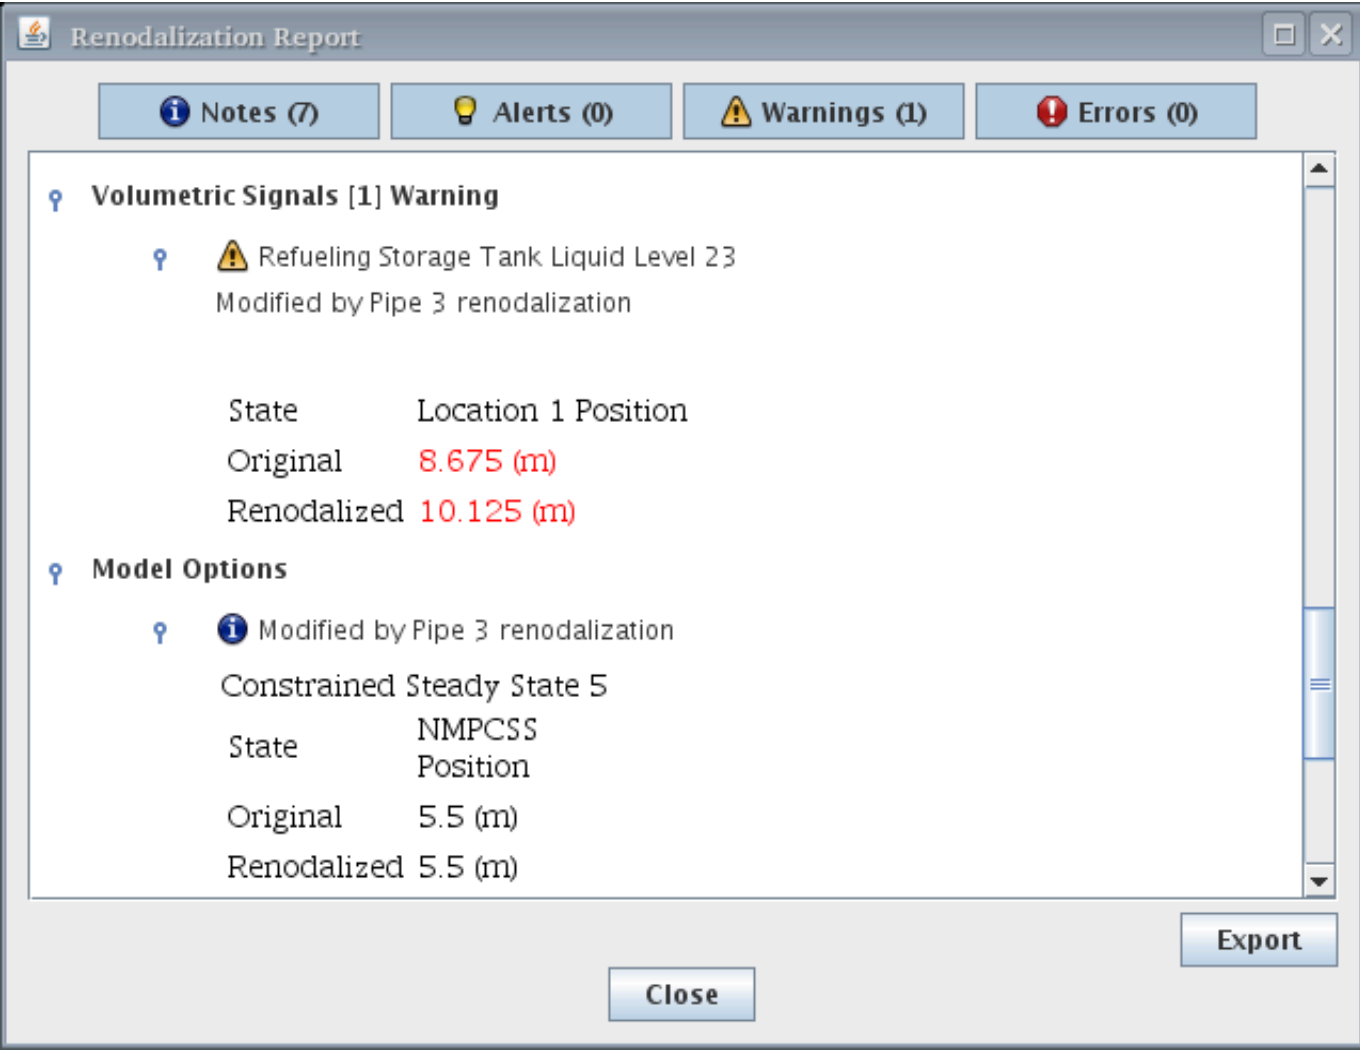 Renodalization Report
Notes (7) Alerts (0) Warnings (1) Errors (0)
Volumetric Signals [1] Warning
Refueling Storage Tank Liquid Level 23
Modified by Pipe 3 renodalization
State Location 1 Position
Original 8.675 (m)
Renodalized 10.125 (m)
Model Options
Modified by Pipe 3 renodalization
Constrained Steady State 5
State NMPCSS
Position
Original 5.5 (m)
Renodalized 5.5 (m)
Export
Close